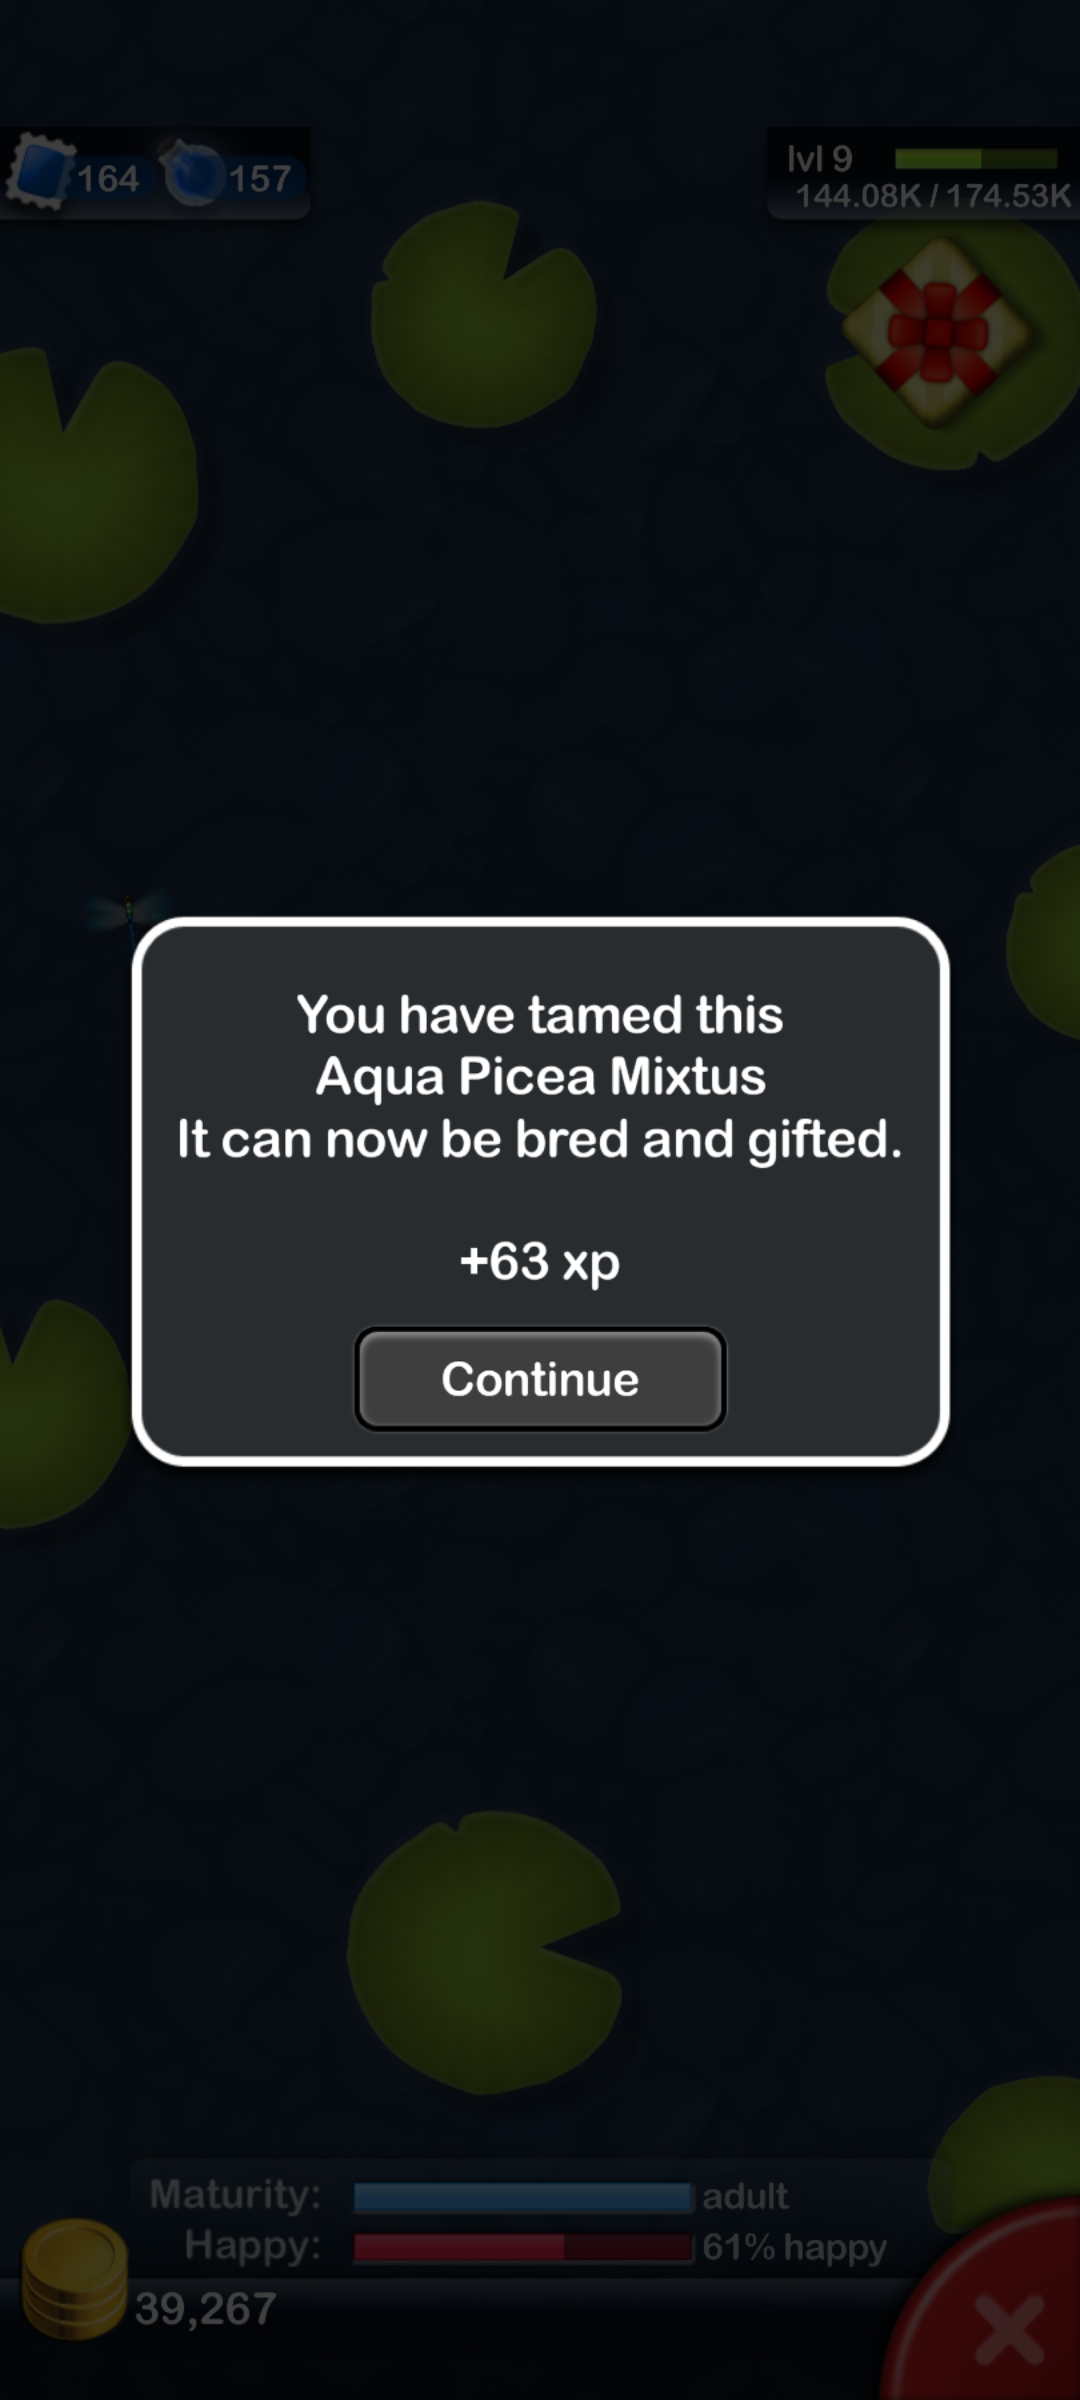 164
157
lvl 9
144.08K / 174.53K
You have tamed this
Aqua Picea Mixtus
It can now be bred and gifted.
+63 xp
Continue
Maturity: adult
Happy: 61% happy
39,267